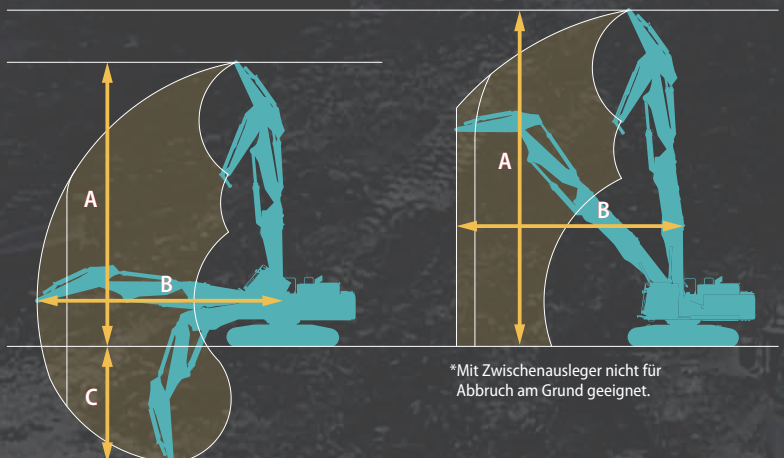 A
B
C
A
B
*Mit Zwischenausleger nicht für
Abbruch am Grund geeignet.